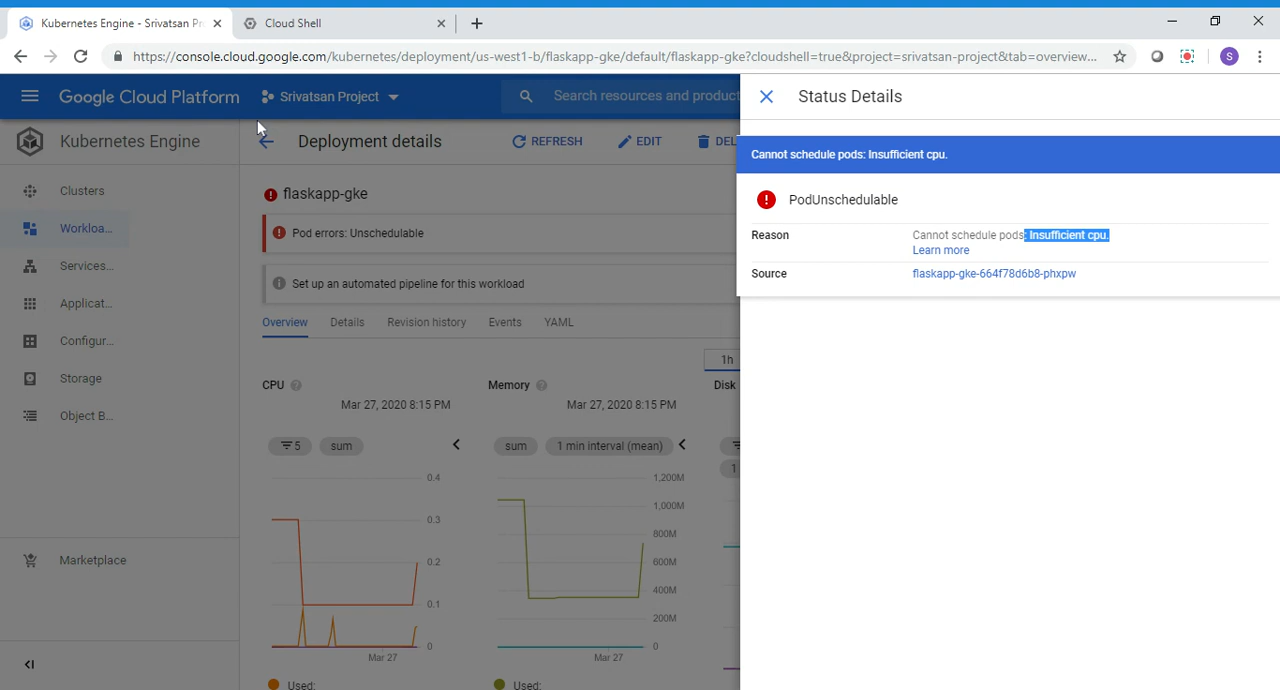 Kubernetes Engine - Srivatsan Pr
Cloud Shell
https://console.cloud.google.com/kubernetes/deployment/us-west1-b/flaskapp-gke/default/flaskapp-gke?cloudshell=true&project=srivatsan-project&tab=overview...
S
Google Cloud Platform
Srivatsan Project
Search resources and product
Kubernetes Engine
Deployment details
REFRESH
EDIT
DEL
Clusters
Workloa...
Services...
Applicat...
Configur...
Storage
Object B...
Marketplace
flaskapp-gke
Pod errors: Unschedulable
Set up an automated pipeline for this workload
Overview
Details
Revision history
Events
YAML
1h
CPU
Mar 27, 2020 8:15 PM
5
sum
0.4
0.3
0.2
0.1
0
Mar 27
Used:
Memory
Mar 27, 2020 8:15 PM
sum
1 min interval (mean)
1,200M
1,000M
800M
600M
400M
200M
0
Mar 27
Used:
Disk
1
Status Details
Cannot schedule pods: Insufficient cpu.
PodUnschedulable
Reason
Cannot schedule pods: Insufficient cpu.
Learn more
Source
flaskapp-gke-664f78d6b8-phxpw